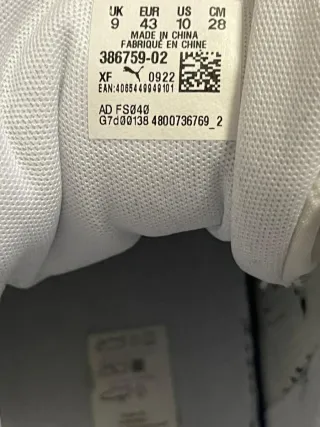 UK EUR US CM
9 43 10 28
MADE IN CHINA
FABRIQUÉ EN CHINE
386759-02
XF 0922
EAN:4065449949101
AD FS040
G7d00138 4800736769_2